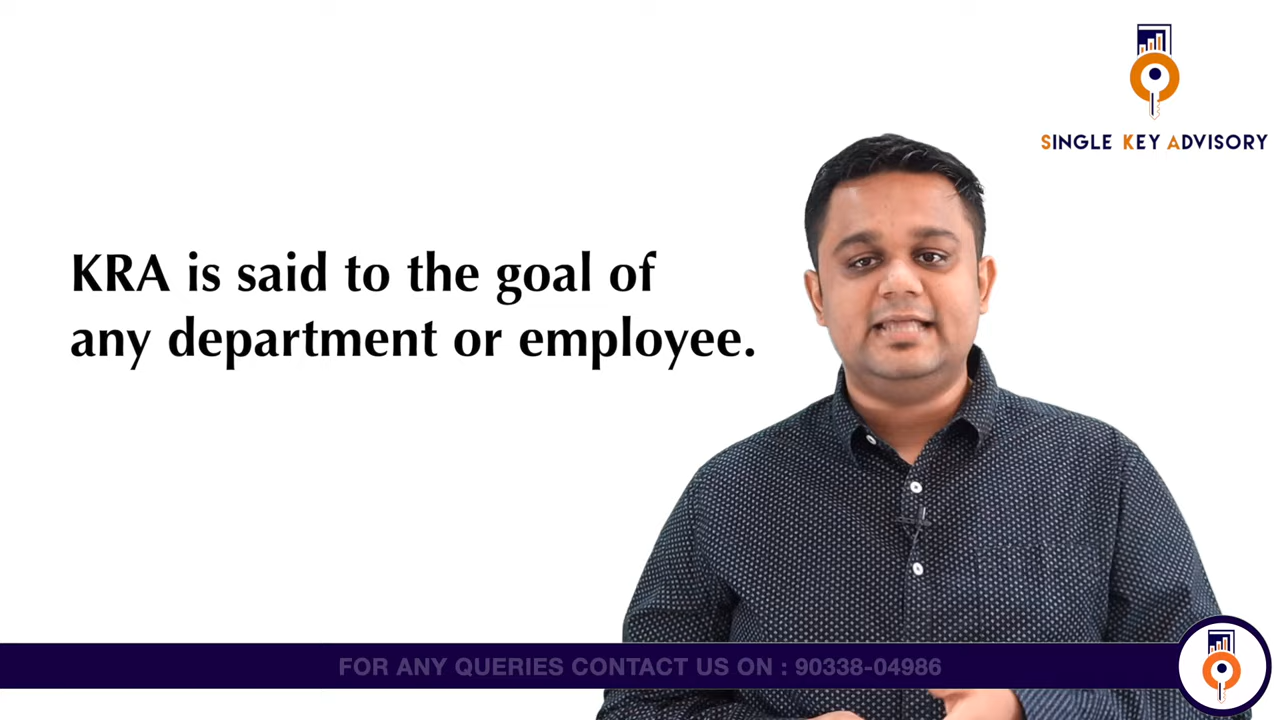 SINGLE KEY ADVISORY
KRA is said to the goal of
any department or employee.
FOR ANY QUERIES CONTACT US ON : 90338-04986